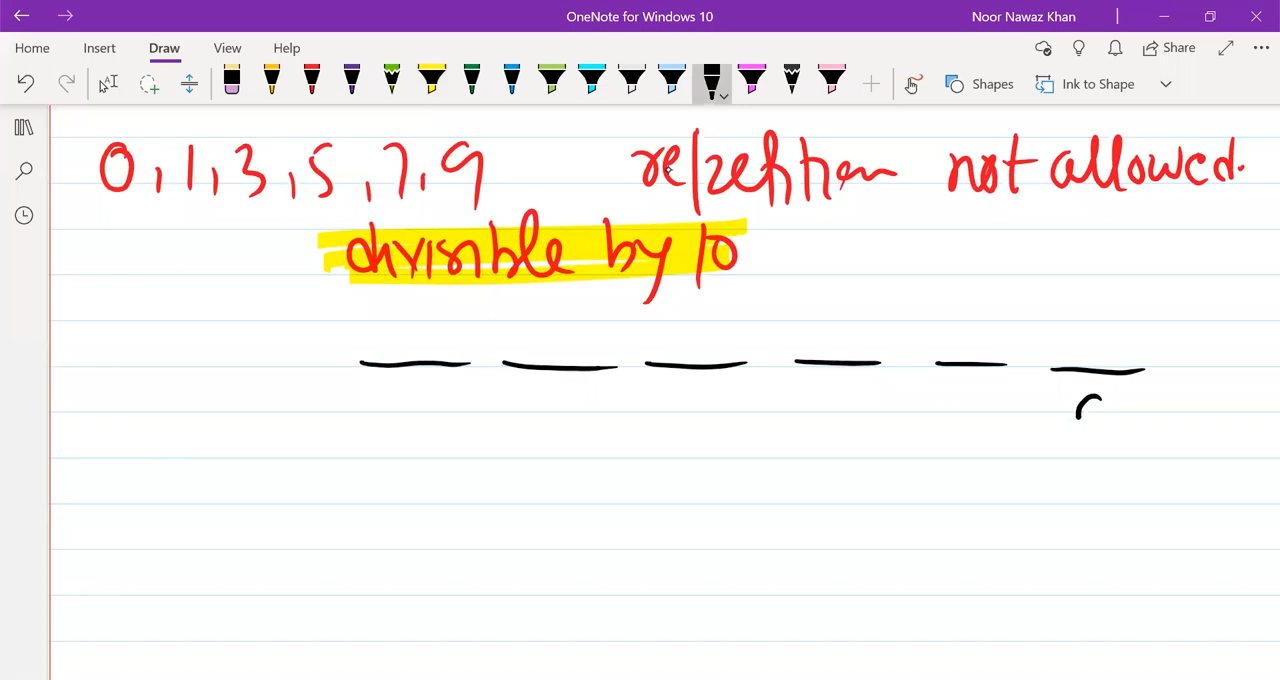 OneNote for Windows 10
Noor Nawaz Khan
Home Insert Draw View Help Share
Shapes Ink to Shape
0, 1, 3, 5, 7, 9 repetition not allowed.
divisible by 10